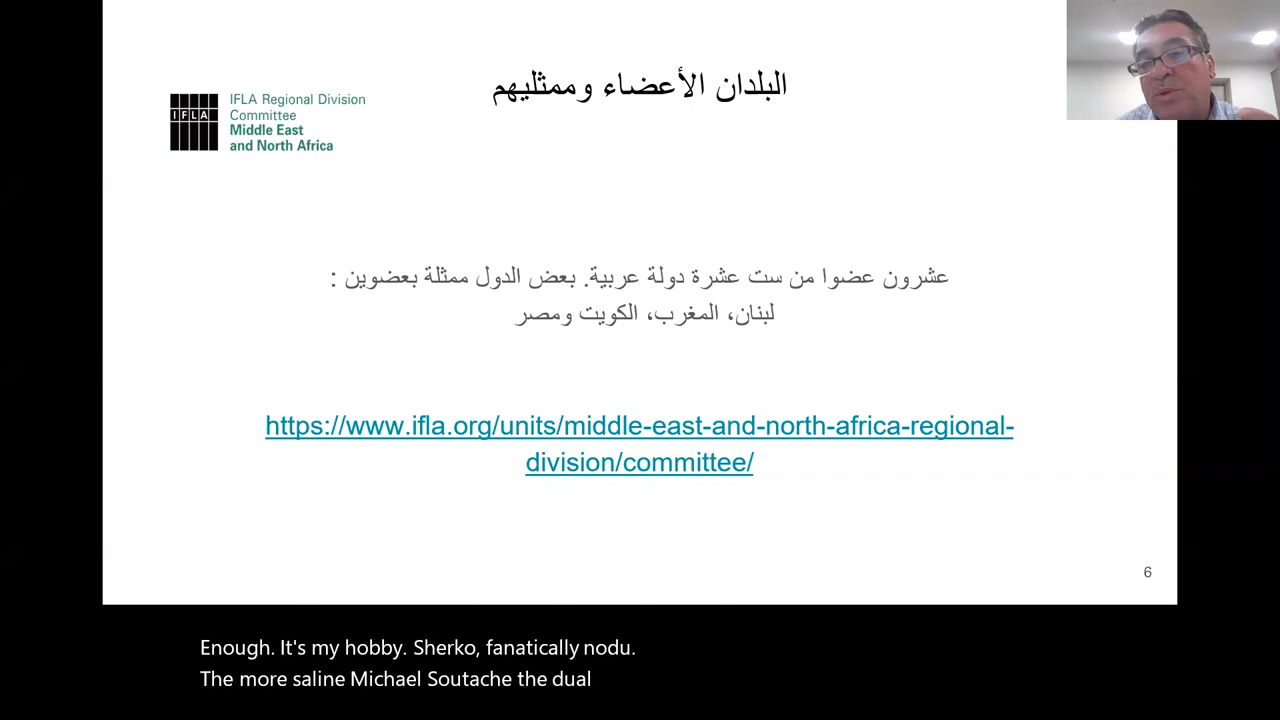 البلدان الأعضاء وممثليهم
IFLA
IFLA Regional Division
Committee
Middle East
and North Africa
عشرون عضوا من ست عشرة دولة عربية. بعض الدول ممثلة بعضوين :
لبنان، المغرب، الكويت ومصر
https://www.ifla.org/units/middle-east-and-north-africa-regional-
division/committee/
6
Enough. It's my hobby. Sherko, fanatically nodu.
The more saline Michael Soutache the dual